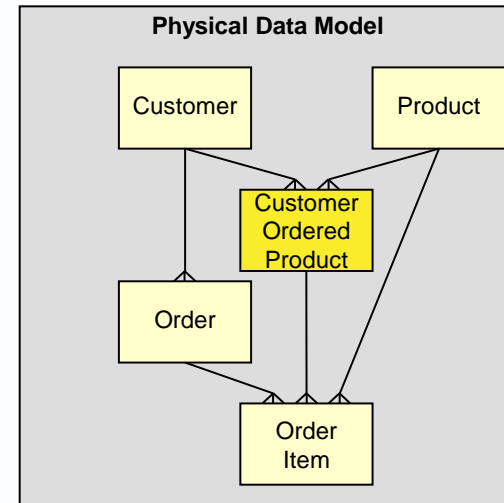 Physical Data Model
Customer
Product
Customer
Ordered
Product
Order
Order
Item